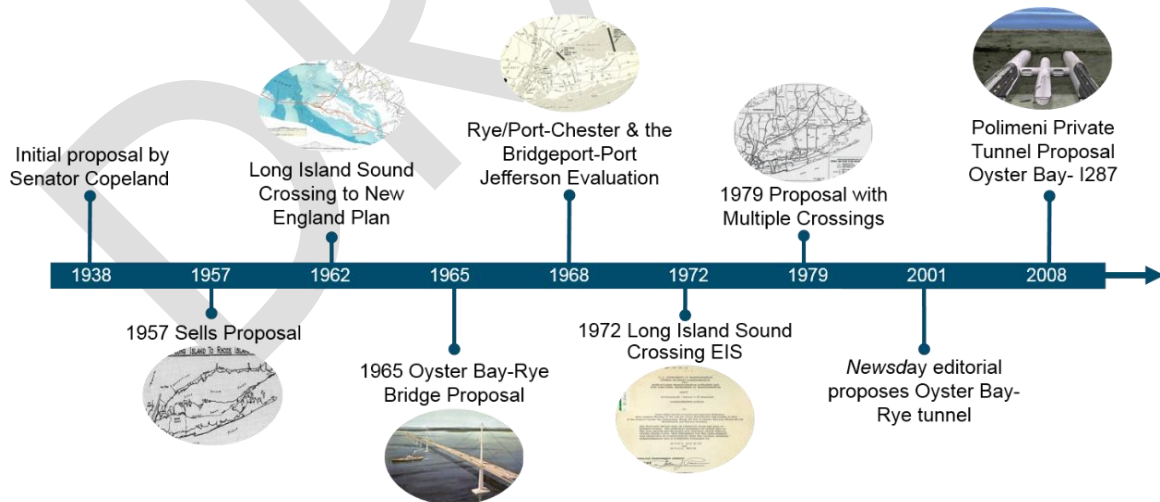 Initial proposal by
Senator Copeland
Long Island Sound
Crossing to New
England Plan
Rye/Port-Chester & the
Bridgeport-Port
Jefferson Evaluation
1979 Proposal with
Multiple Crossings
Polimeni Private
Tunnel Proposal
Oyster Bay- I287
1938 1957 1962 1965 1968 1972 1979 2001 2008
1957 Sells Proposal
1965 Oyster Bay-Rye
Bridge Proposal
1972 Long Island Sound
Crossing EIS
Newsday editorial
proposes Oyster Bay-
Rye tunnel